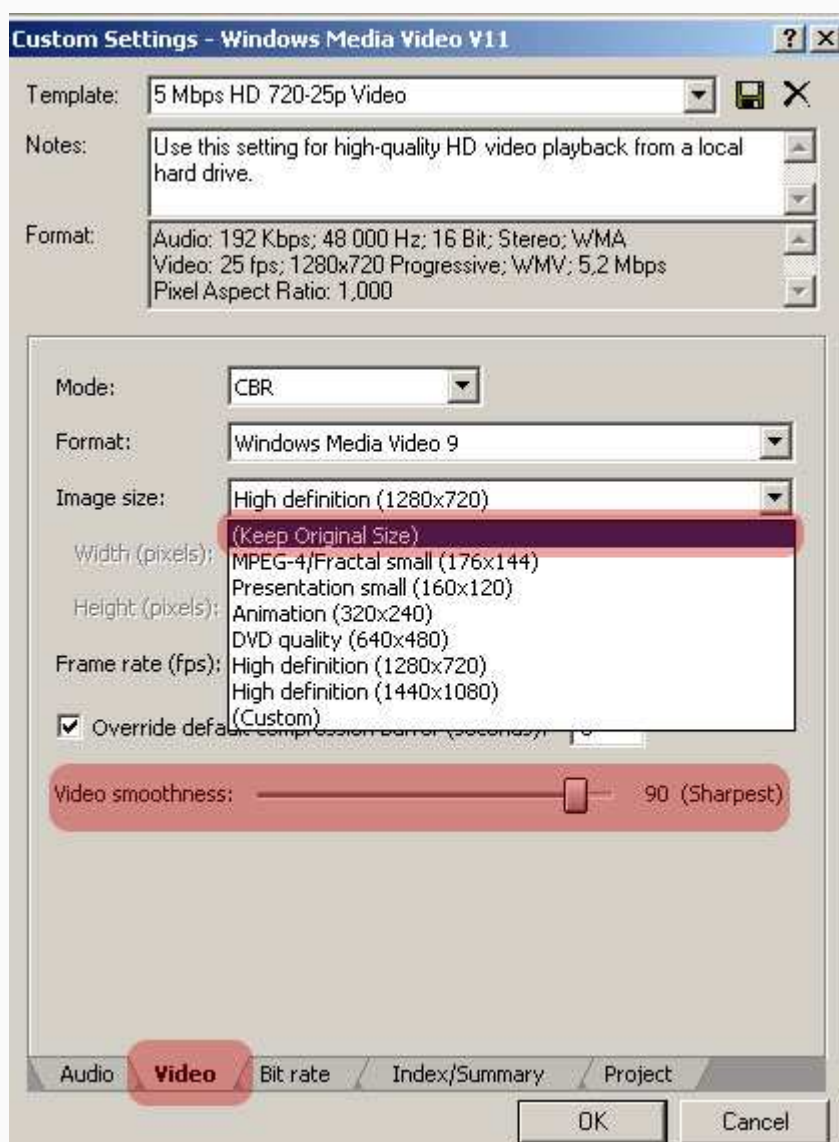 Custom Settings - Windows Media Video V11
Template: 5 Mbps HD 720-25p Video
Notes: Use this setting for high-quality HD video playback from a local
hard drive.
Format: Audio: 192 Kbps; 48 000 Hz; 16 Bit; Stereo; WMA
Video: 25 fps; 1280x720 Progressive; WMV; 5,2 Mbps
Pixel Aspect Ratio: 1,000
Mode: CBR
Format: Windows Media Video 9
Image size: High definition (1280x720)
(Keep Original Size)
Width (pixels):
MPEG-4/Fractal small (176x144)
Presentation small (160x120)
Height (pixels):
Animation (320x240)
DVD quality (640x480)
Frame rate (fps): High definition (1280x720)
High definition (1440x1080)
(Custom)
Override
Video smoothness: 90 (Sharpest)
Audio Video Bit rate Index/Summary Project
OK Cancel